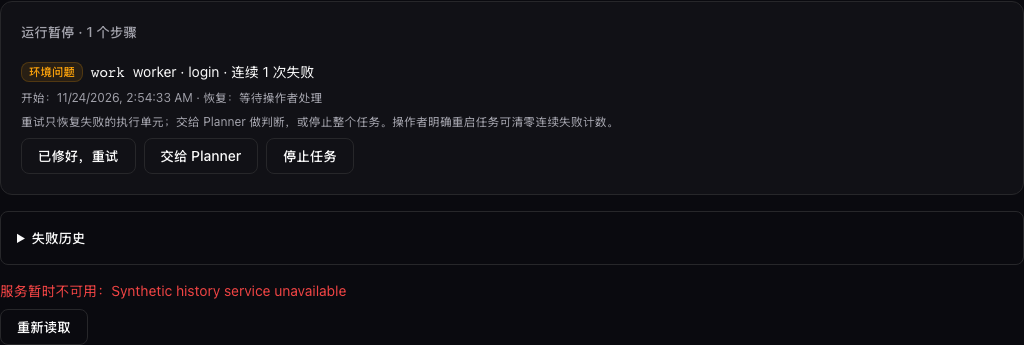 运行暂停 · 1 个步骤
环境问题 work worker · login · 连续 1 次失败
开始：11/24/2026, 2:54:33 AM · 恢复：等待操作者处理
重试只恢复失败的执行单元；交给 Planner 做判断，或停止整个任务。操作者明确重启任务可清零连续失败计数。
已修好，重试 交给 Planner 停止任务
▶ 失败历史
服务暂时不可用：Synthetic history service unavailable
重新读取